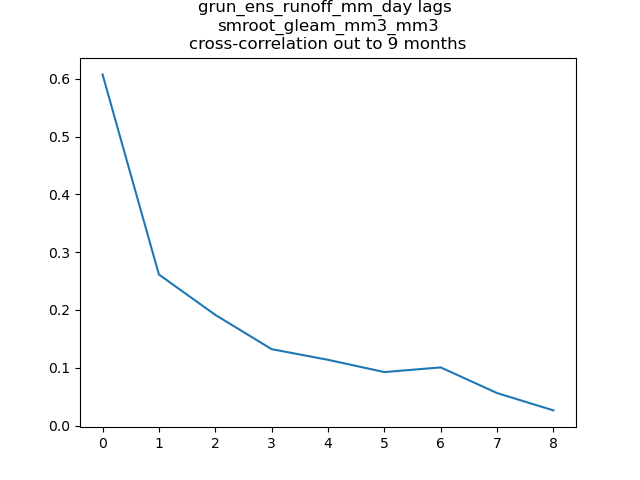 grun_ens_runoff_mm_day lags
smroot_gleam_mm3_mm3
cross-correlation out to 9 months
0.6
0.5
0.4
0.3
0.2
0.1
0.0
0 1 2 3 4 5 6 7 8